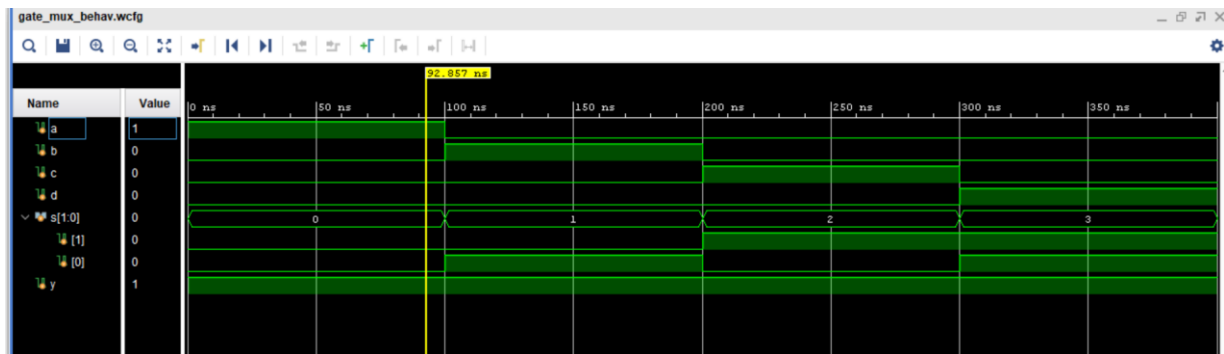 gate_mux_behav.wcfg
92.857 ns
Name Value 0 ns 50 ns 100 ns 150 ns 200 ns 250 ns 300 ns 350 ns
a 1
b 0
c 0
d 0
s[1:0] 0 0 1 2 3
[1] 0
[0] 0
y 1